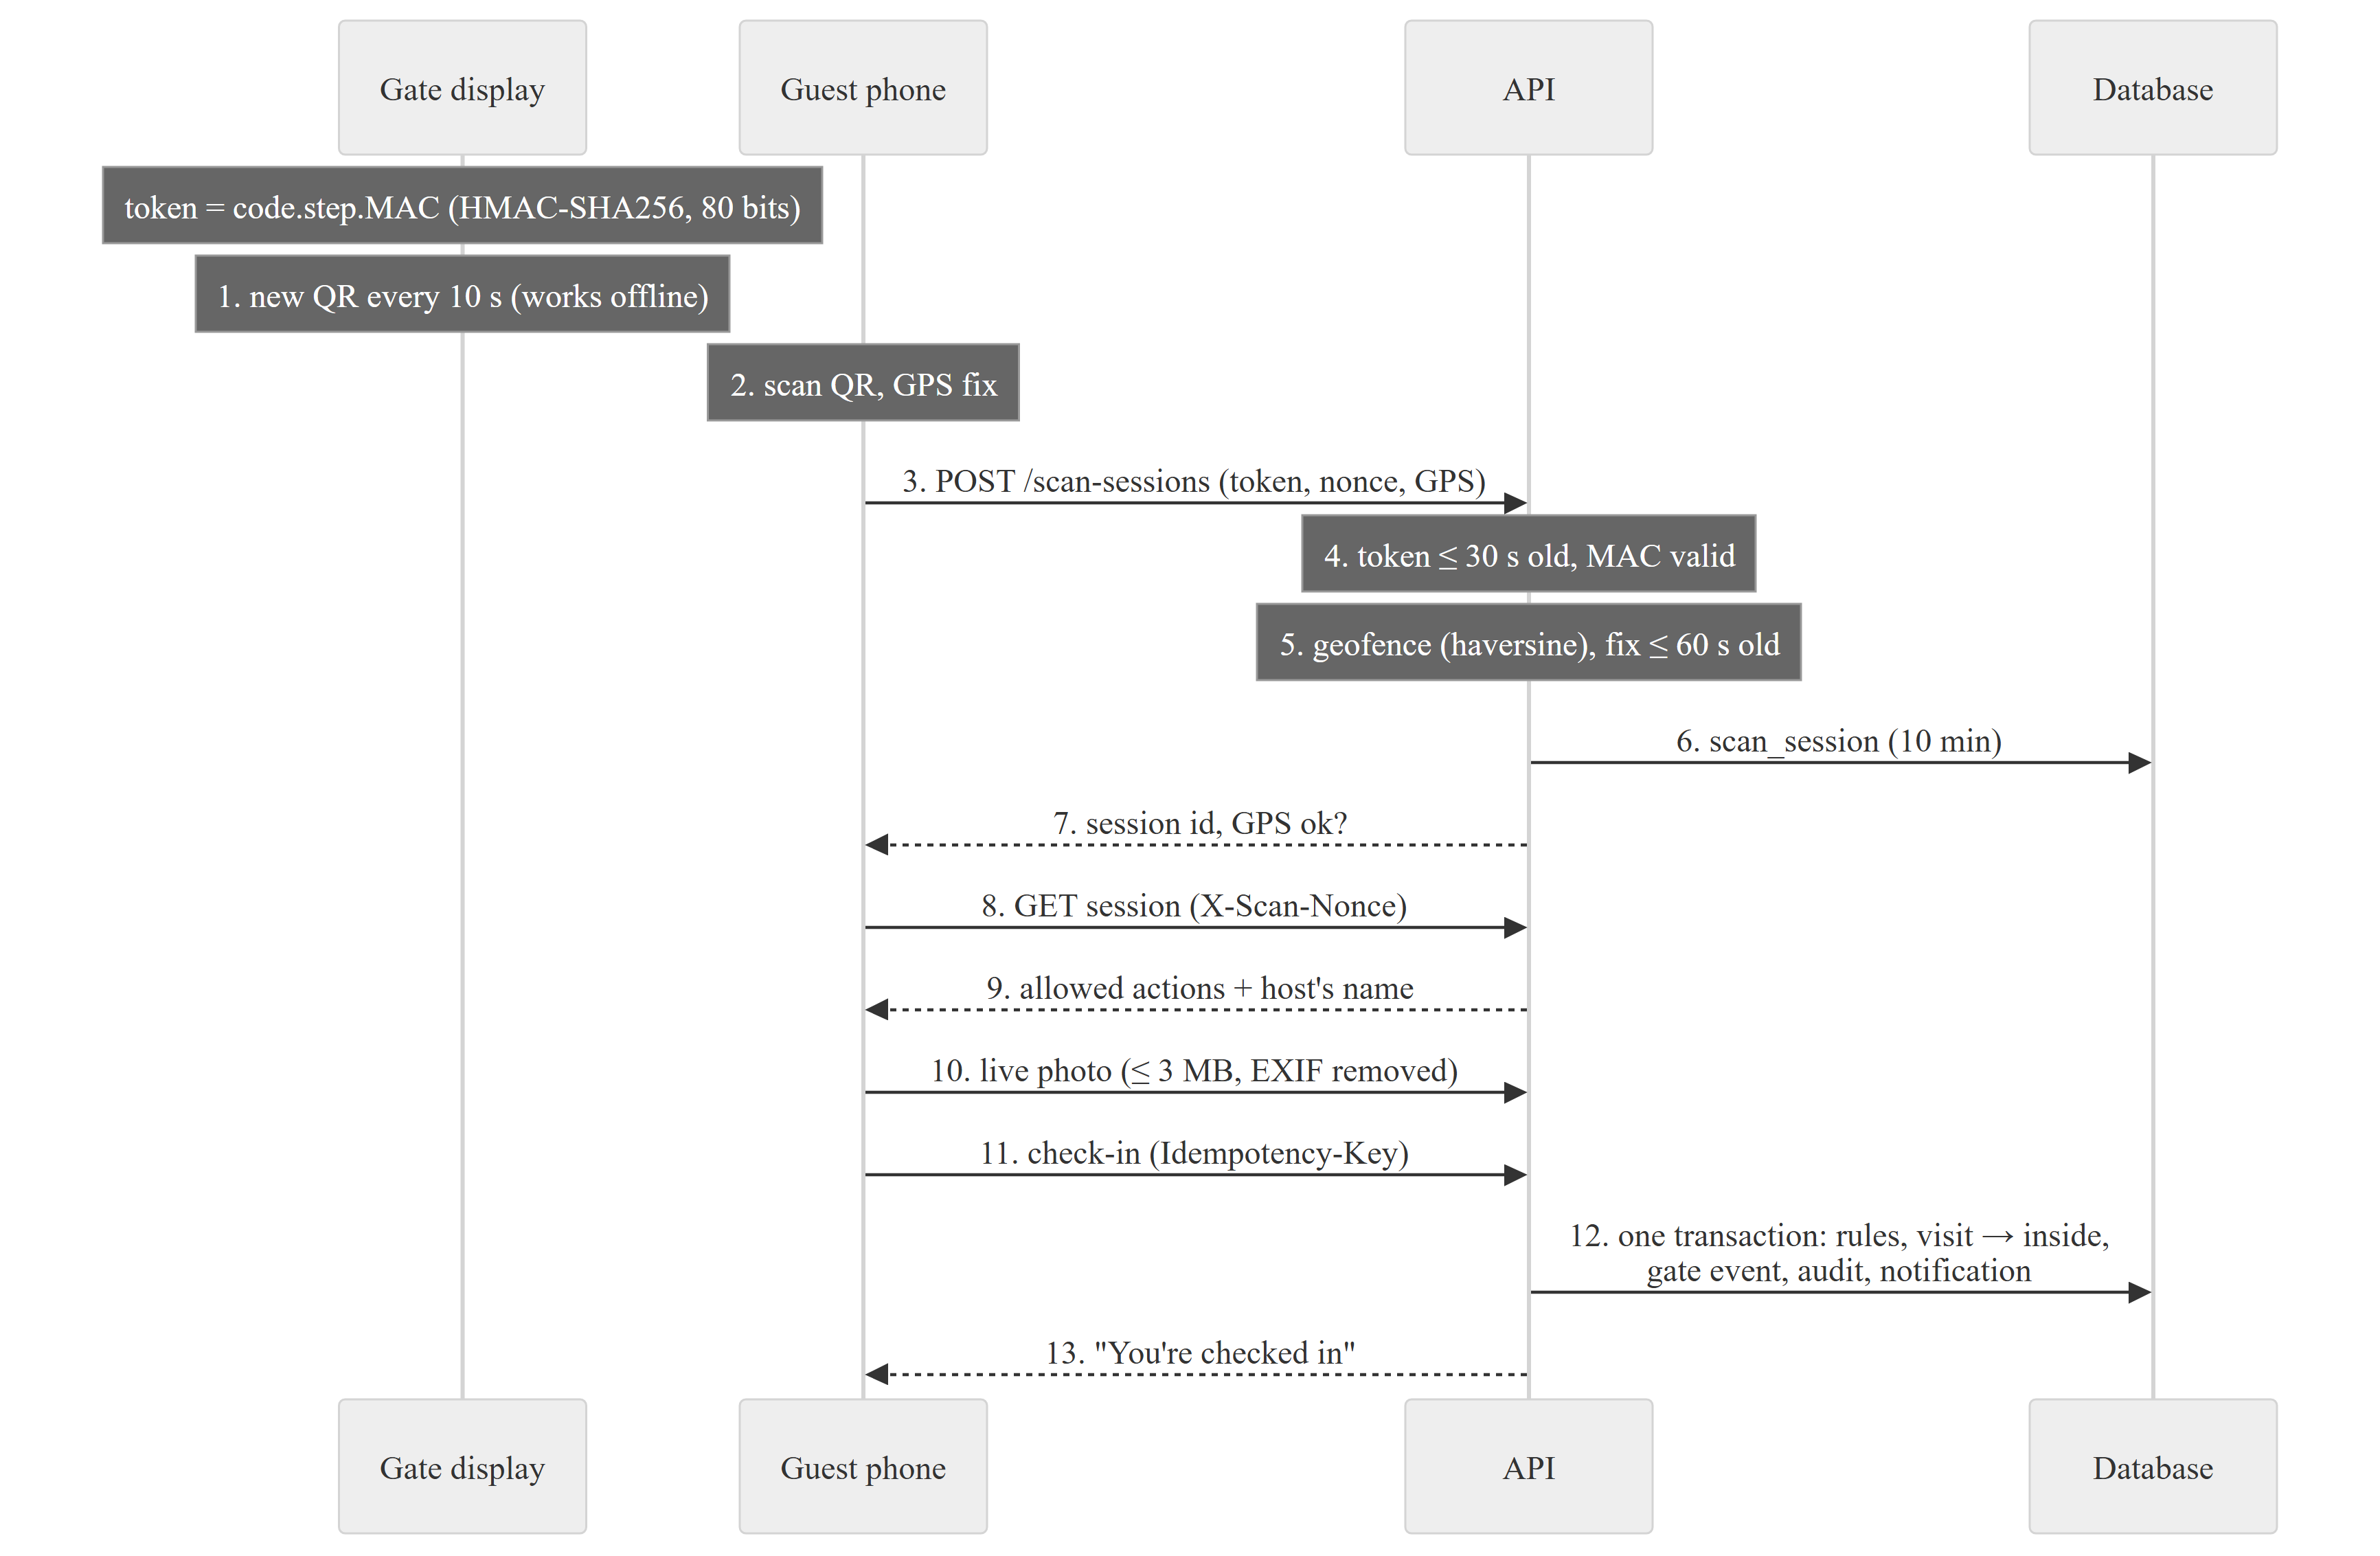 Gate display
Guest phone
API
Database
token = code.step.MAC (HMAC-SHA256, 80 bits)
1. new QR every 10 s (works offline)
2. scan QR, GPS fix
3. POST /scan-sessions (token, nonce, GPS)
4. token ≤ 30 s old, MAC valid
5. geofence (haversine), fix ≤ 60 s old
6. scan_session (10 min)
7. session id, GPS ok?
8. GET session (X-Scan-Nonce)
9. allowed actions + host's name
10. live photo (≤ 3 MB, EXIF removed)
11. check-in (Idempotency-Key)
12. one transaction: rules, visit → inside,
gate event, audit, notification
13. "You're checked in"
Gate display
Guest phone
API
Database